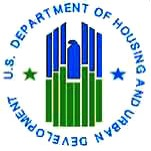 U.S. DEPARTMENT OF HOUSING AND URBAN DEVELOPMENT